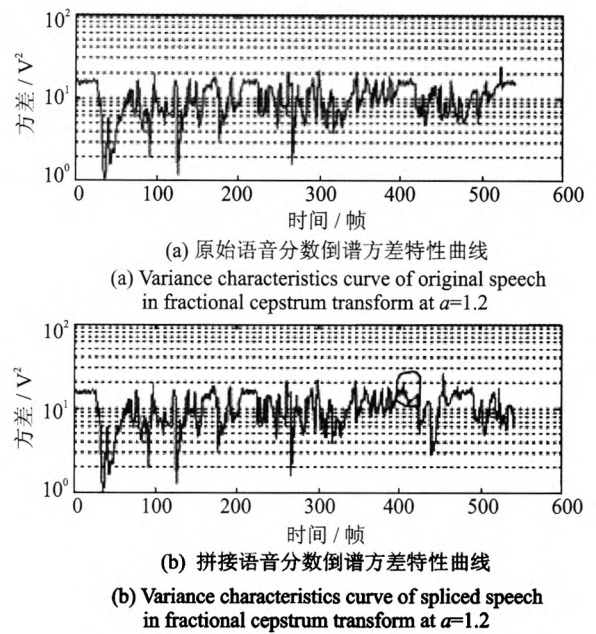 10²
10¹
10⁰
方差 / V²
0 100 200 300 400 500 600
时间 / 帧
(a) 原始语音分数倒谱方差特性曲线
(a) Variance characteristics curve of original speech
in fractional cepstrum transform at a=1.2
10²
10¹
10⁰
方差 / V²
0 100 200 300 400 500 600
时间 / 帧
(b) 拼接语音分数倒谱方差特性曲线
(b) Variance characteristics curve of spliced speech
in fractional cepstrum transform at a=1.2